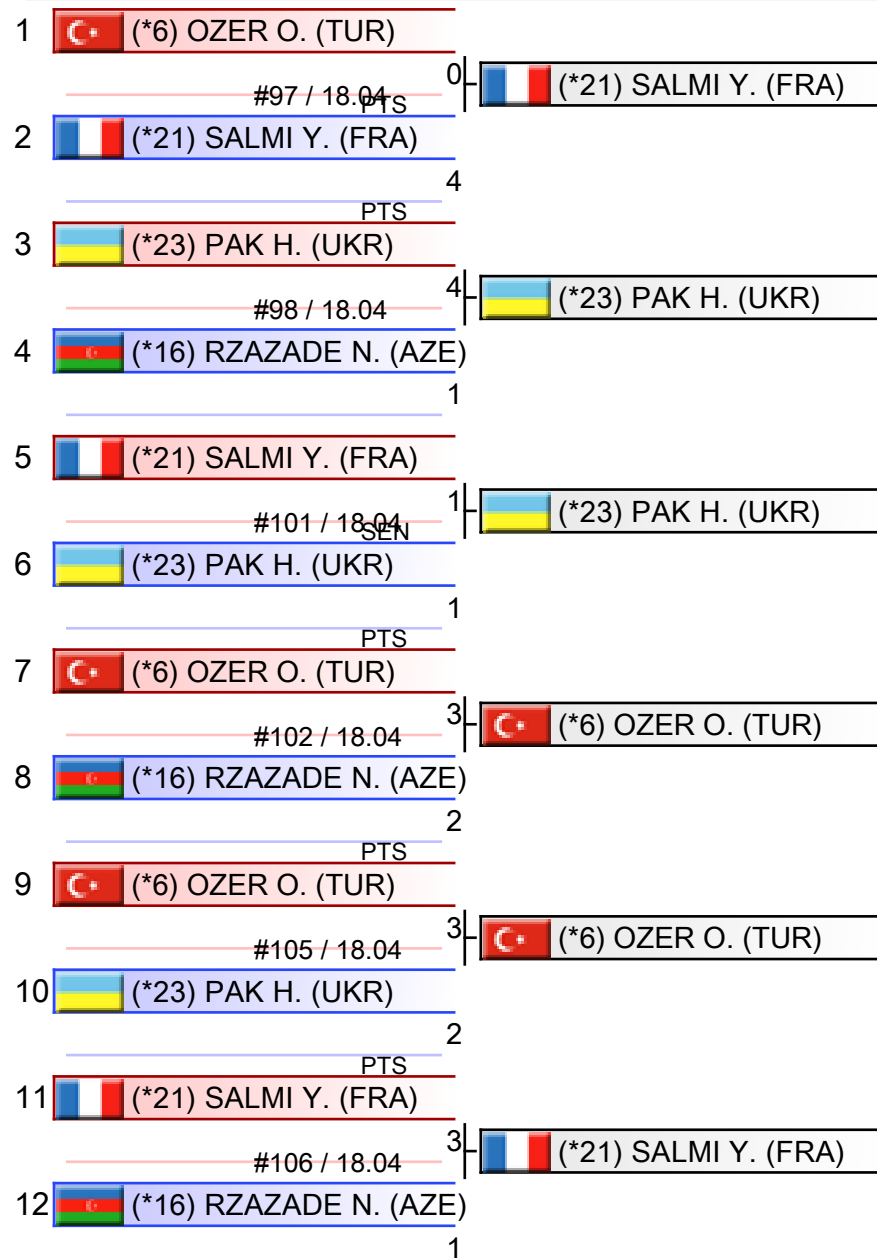 1 (*6) OZER O. (TUR)
0 (*21) SALMI Y. (FRA)
#97 / 18.04
PTS
2 (*21) SALMI Y. (FRA)
4
PTS
3 (*23) PAK H. (UKR)
4 (*23) PAK H. (UKR)
#98 / 18.04
4 (*16) RZAZADE N. (AZE)
1
5 (*21) SALMI Y. (FRA)
1 (*23) PAK H. (UKR)
#101 / 18.04
SEN
6 (*23) PAK H. (UKR)
1
PTS
7 (*6) OZER O. (TUR)
3 (*6) OZER O. (TUR)
#102 / 18.04
8 (*16) RZAZADE N. (AZE)
2
PTS
9 (*6) OZER O. (TUR)
3 (*6) OZER O. (TUR)
#105 / 18.04
10 (*23) PAK H. (UKR)
2
PTS
11 (*21) SALMI Y. (FRA)
3 (*21) SALMI Y. (FRA)
#106 / 18.04
12 (*16) RZAZADE N. (AZE)
1